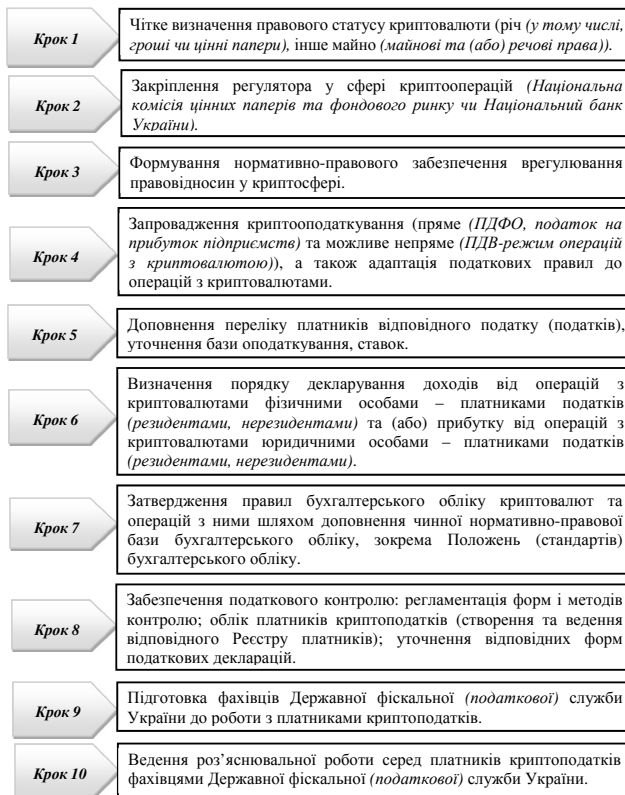 Крок 1
Чітке визначення правового статусу криптовалюти (річ (у тому числі,
гроші чи цінні папери), інше майно (майнові та (або) речові права)).
Крок 2
Закріплення регулятора у сфері криптооперацій (Національна
комісія цінних паперів та фондового ринку чи Національний банк
України).
Крок 3
Формування нормативно-правового забезпечення врегулювання
правовідносин у криптосфері.
Крок 4
Запровадження криптооподаткування (пряме (ПДФО, податок на
прибуток підприємств) та можливе непряме (ПДВ-режим операцій
з криптовалютою)), а також адаптація податкових правил до
операцій з криптовалютами.
Крок 5
Доповнення переліку платників відповідного податку (податків),
уточнення бази оподаткування, ставок.
Крок 6
Визначення порядку декларування доходів від операцій з
криптовалютами фізичними особами – платниками податків
(резидентами, нерезидентами) та (або) прибутку від операцій з
криптовалютами юридичними особами – платниками податків
(резидентами, нерезидентами).
Крок 7
Затвердження правил бухгалтерського обліку криптовалют та
операцій з ними шляхом доповнення чинної нормативно-правової
бази бухгалтерського обліку, зокрема Положень (стандартів)
бухгалтерського обліку.
Крок 8
Забезпечення податкового контролю: регламентація форм і методів
контролю; облік платників криптоподатків (створення та ведення
відповідного Реєстру платників); уточнення відповідних форм
податкових декларацій.
Крок 9
Підготовка фахівців Державної фіскальної (податкової) служби
України до роботи з платниками криптоподатків.
Крок 10
Ведення роз’яснювальної роботи серед платників криптоподатків
фахівцями Державної фіскальної (податкової) служби України.